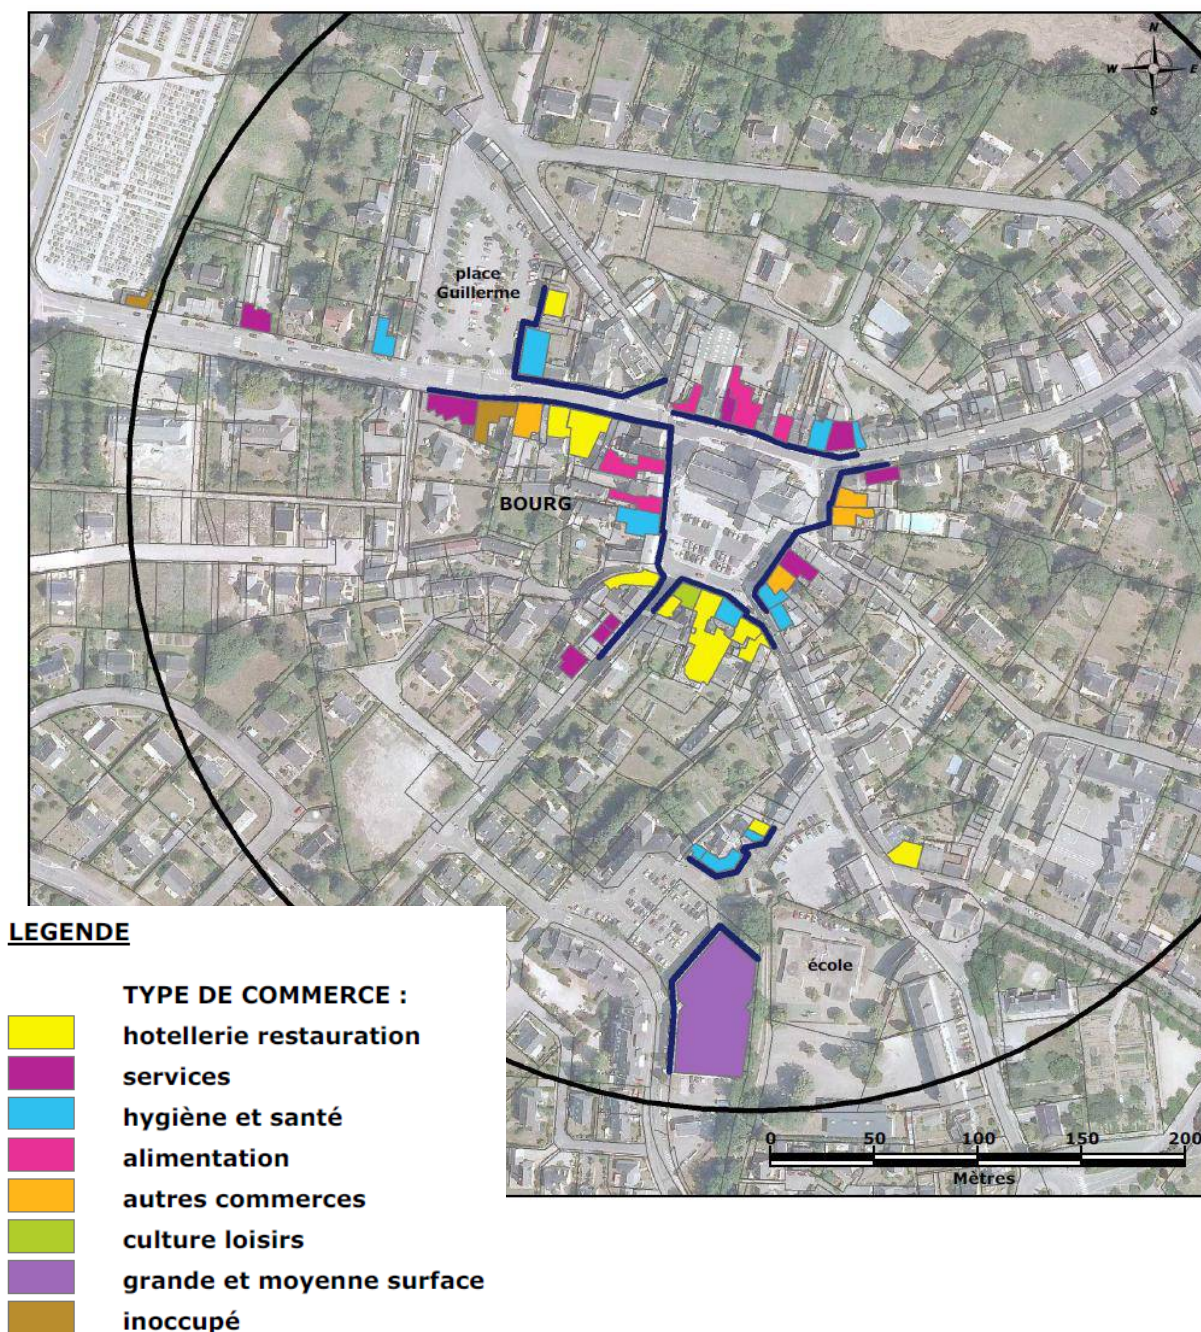 N
W E
S
place
Guillerme
BOURG
école
0 50 100 150 200
Mètres
LEGENDE
TYPE DE COMMERCE :
hotellerie restauration
services
hygiène et santé
alimentation
autres commerces
culture loisirs
grande et moyenne surface
inoccupé